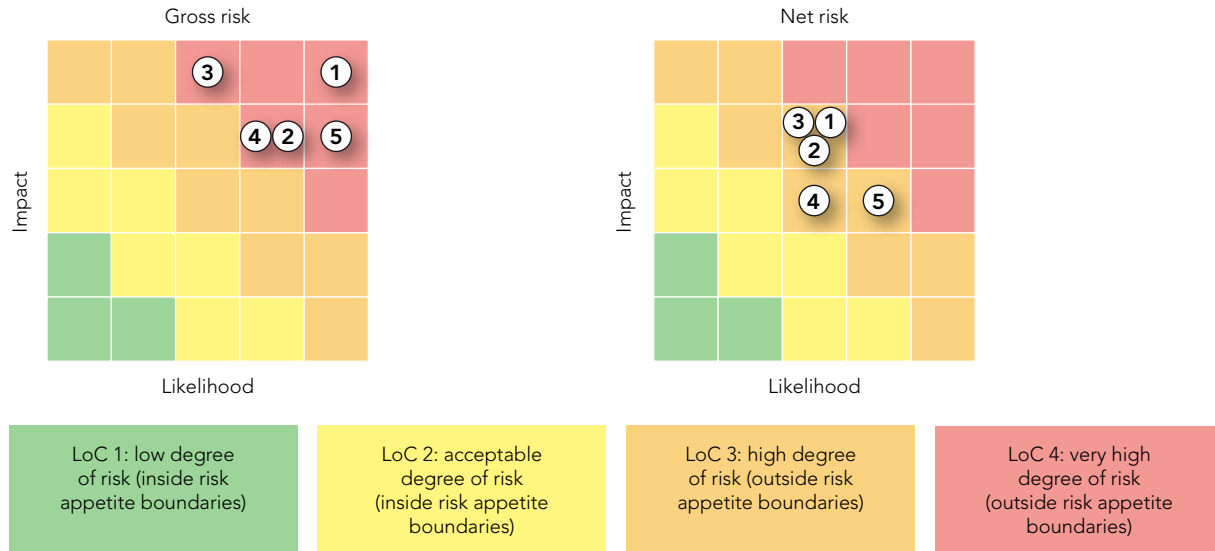 Gross risk
Impact
3
1
4
2
5
Likelihood
Net risk
Impact
3
1
2
4
5
Likelihood
LoC 1: low degree
of risk (inside risk
appetite boundaries)
LoC 2: acceptable
degree of risk
(inside risk appetite
boundaries)
LoC 3: high degree
of risk (outside risk
appetite boundaries)
LoC 4: very high
degree of risk
(outside risk appetite
boundaries)